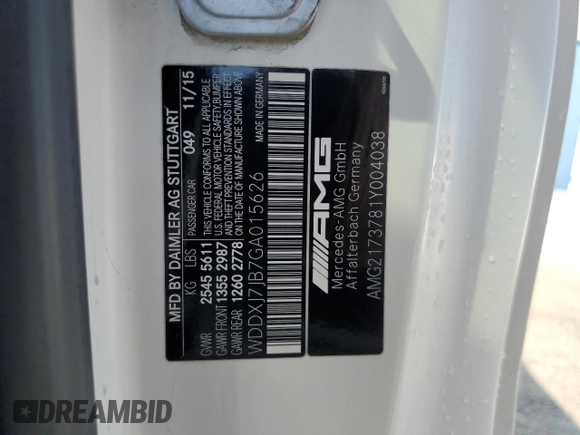 MFD BY DAIMLER AG STUTTGART
PASSENGER CAR 049 11/15
KG LBS
GVWR 2545 5611
GAWR FRONT 1355 2987
GAWR REAR 1260 2778
THIS VEHICLE CONFORMS TO ALL APPLICABLE
U.S. FEDERAL MOTOR VEHICLE SAFETY, BUMPER
AND THEFT PREVENTION STANDARDS IN EFFECT
ON THE DATE OF MANUFACTURE SHOWN ABOVE
WDDXJ7JB7GA015626
MADE IN GERMANY
AMG
Mercedes-AMG GmbH
Affalterbach Germany
AMG2173781Y004038
DREAMBID